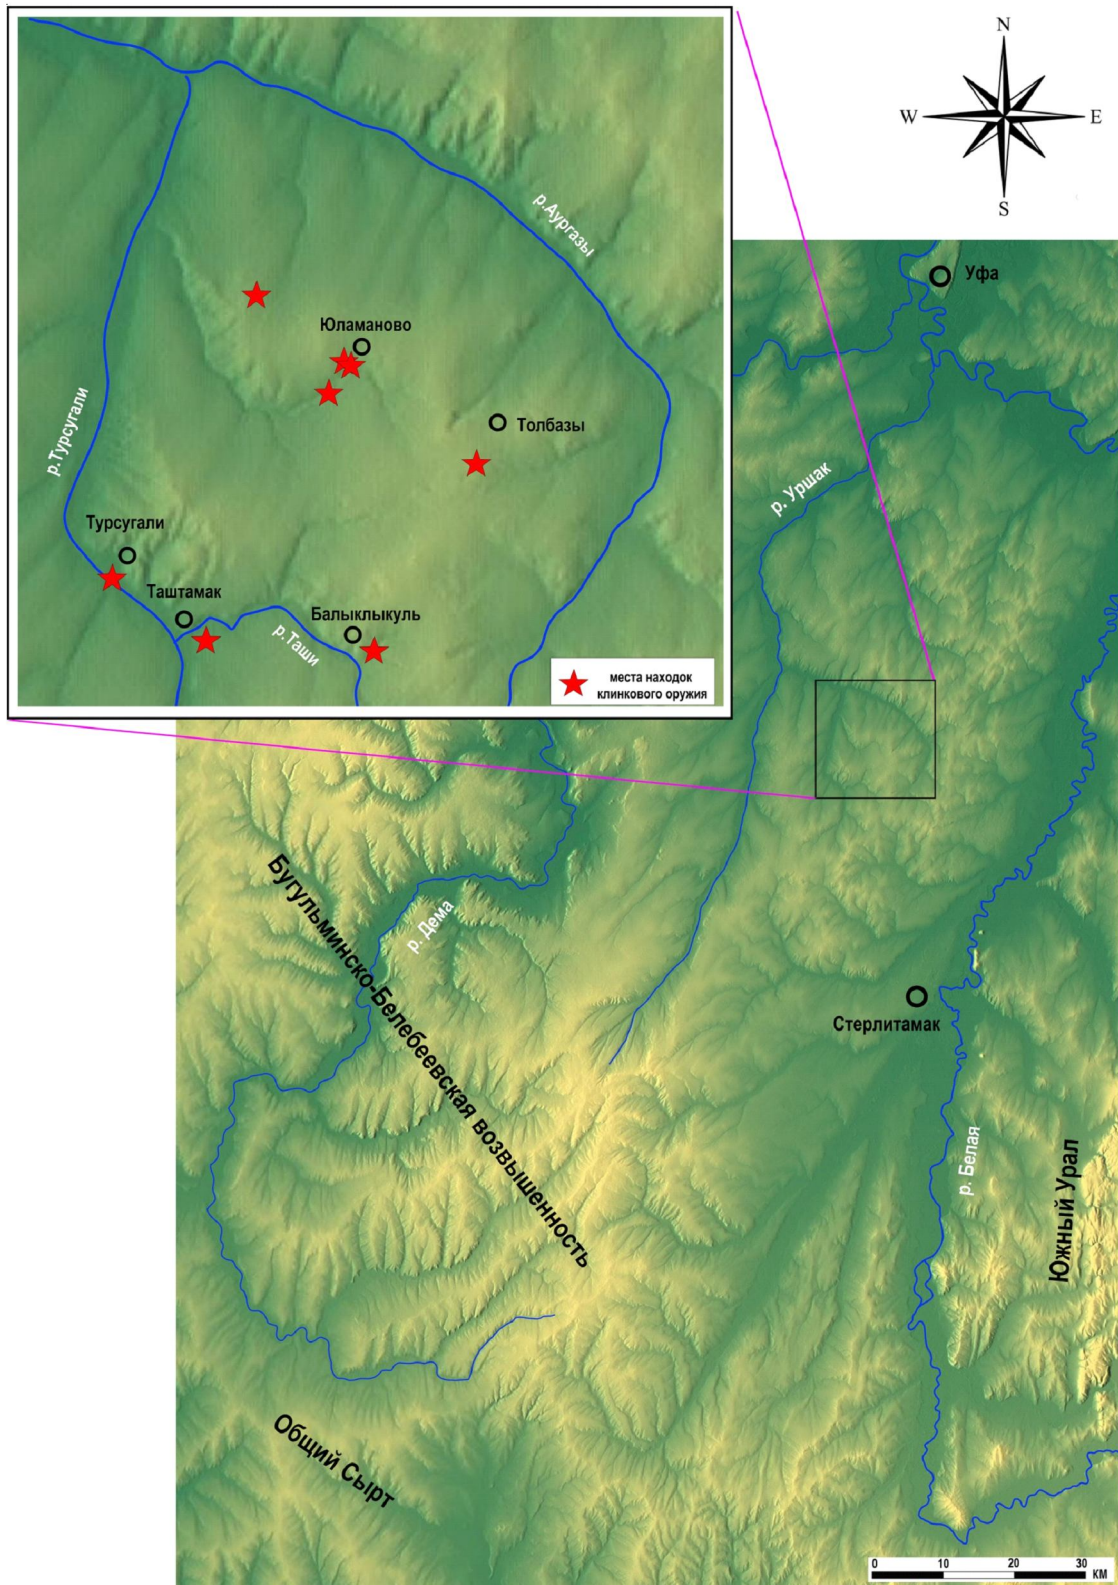 N
W
E
S
р.Аургазы
Юламаново
Толбазы
р.Турсугали
Турсугали
Таштамак
Балыклыкуль
р.Таши
места находок
клинкового оружия
Уфа
р. Уршак
р. Дема
Бугульминско-Белебеевская возвышенность
Стерлитамак
р. Белая
Южный Урал
Общий Сырт
0 10 20 30
КМ